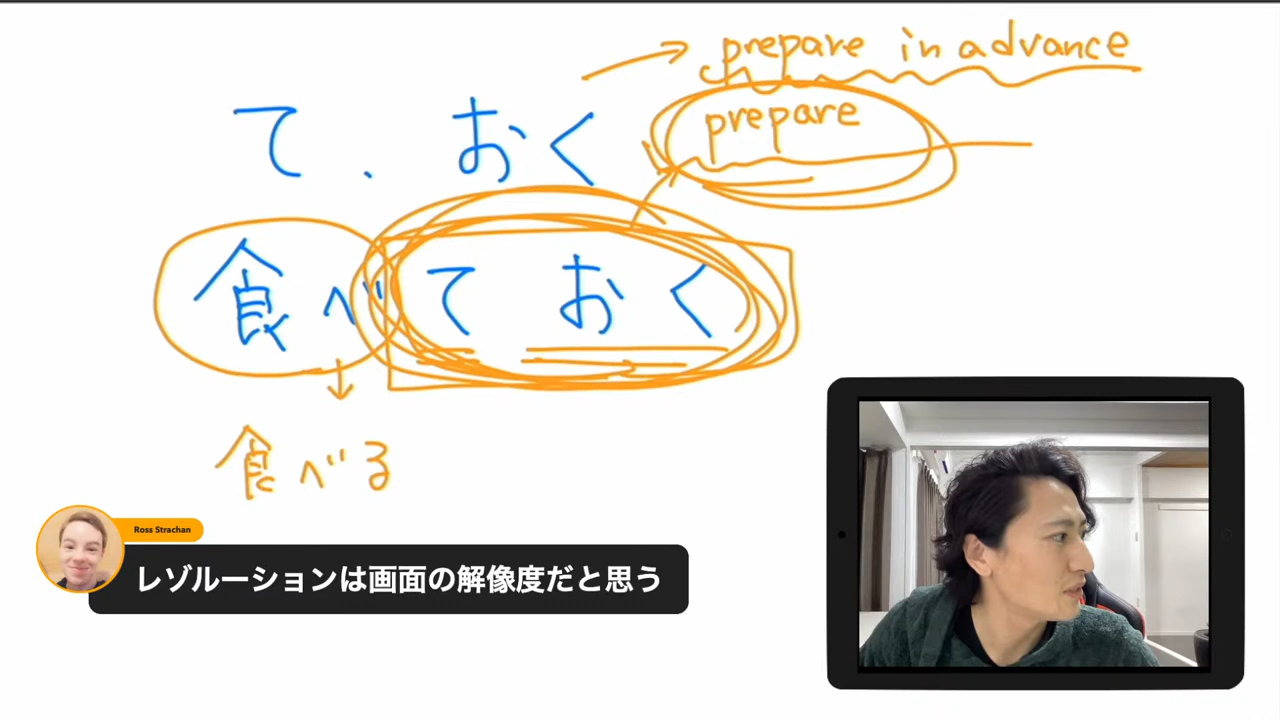 prepare in advance
て．おく
prepare
食べておく
食べる
Ross Strachan
レゾルーションは画面の解像度だと思う